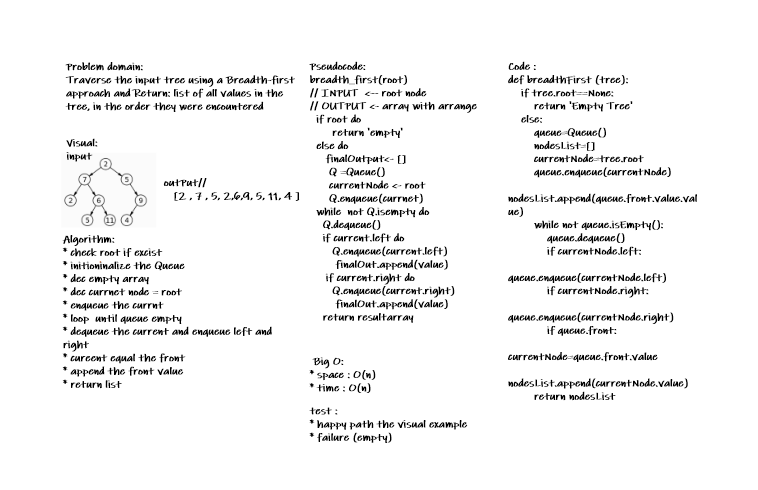 Problem domain:
Traverse the input tree using a Breadth-first
approach and Return: list of all values in the
tree, in the order they were encountered
Visual:
input
2
7
5
2
6
9
5
11
4
outPut//
[2 , 7 , 5, 2,6,9, 5, 11, 4 ]
Algorithm:
* check root if excist
* initioninalize the Queue
* dec empty array
* dec currnet node = root
* enqueue the currnt
* loop until queue empty
* dequeue the current and enqueue left and
right
* cureent equal the front
* append the front value
* return list
Pseudocode:
breadth_first(root)
// INPUT <-- root node
// OUTPUT <- array with arrange
if root do
return 'empty'
else do
finalOutput<- []
Q =Queue()
currentNode <- root
Q.enqueue(currnet)
while not Q.isempty do
Q.dequeue()
if current.left do
Q.enqueue(current.left)
finalOut.append(value)
if current.right do
Q.enqueue(current.right)
finalOut.append(value)
return resultarray
Big O:
* space : O(n)
* time : O(n)
test :
* happy path the visual example
* failure (empty)
Code :
def breadthFirst (tree):
if tree.root==None:
return 'Empty Tree'
else:
queue=Queue()
nodesList=[]
currentNode=tree.root
queue.enqueue(currentNode)
nodesList.append(queue.front.value.val
ue)
while not queue.isEmpty():
queue.dequeue()
if currentNode.left:
queue.enqueue(currentNode.left)
if currentNode.right:
queue.enqueue(currentNode.right)
if queue.front:
currentNode=queue.front.value
nodesList.append(currentNode.value)
return nodesList